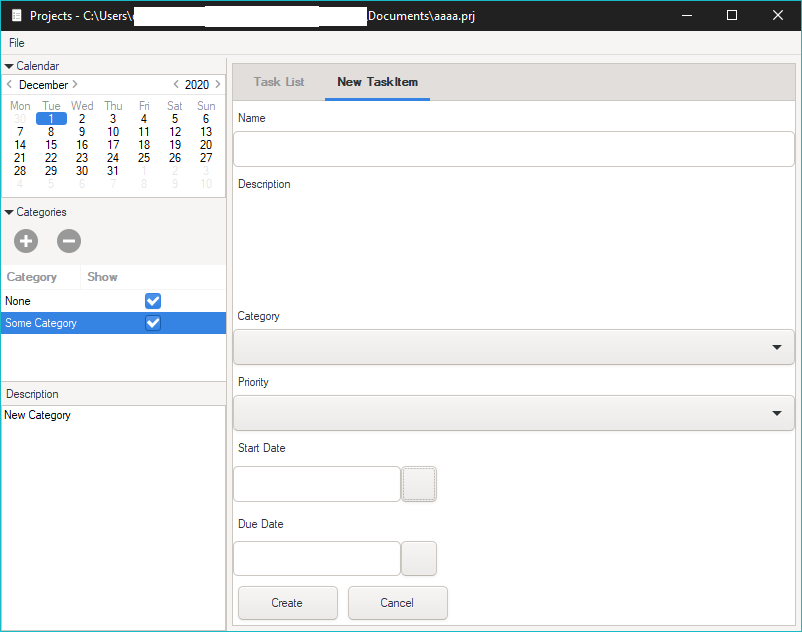 Projects - C:\Users\ Documents\aaaa.prj
File
Calendar
December 2020
Mon Tue Wed Thu Fri Sat Sun
30 1 2 3 4 5 6
7 8 9 10 11 12 13
14 15 16 17 18 19 20
21 22 23 24 25 26 27
28 29 30 31 1 2 3
4 5 6 7 8 9 10
Categories
Category Show
None
Some Category
Description
New Category
Task List New TaskItem
Name
Description
Category
Priority
Start Date
Due Date
Create Cancel